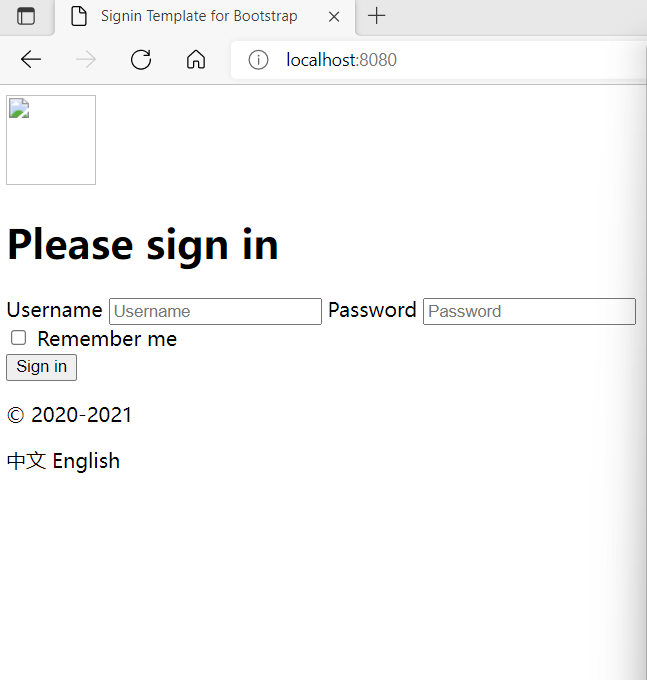 Signin Template for Bootstrap
localhost:8080
Please sign in
Username Username Password Password
Remember me
Sign in
© 2020-2021
中文 English